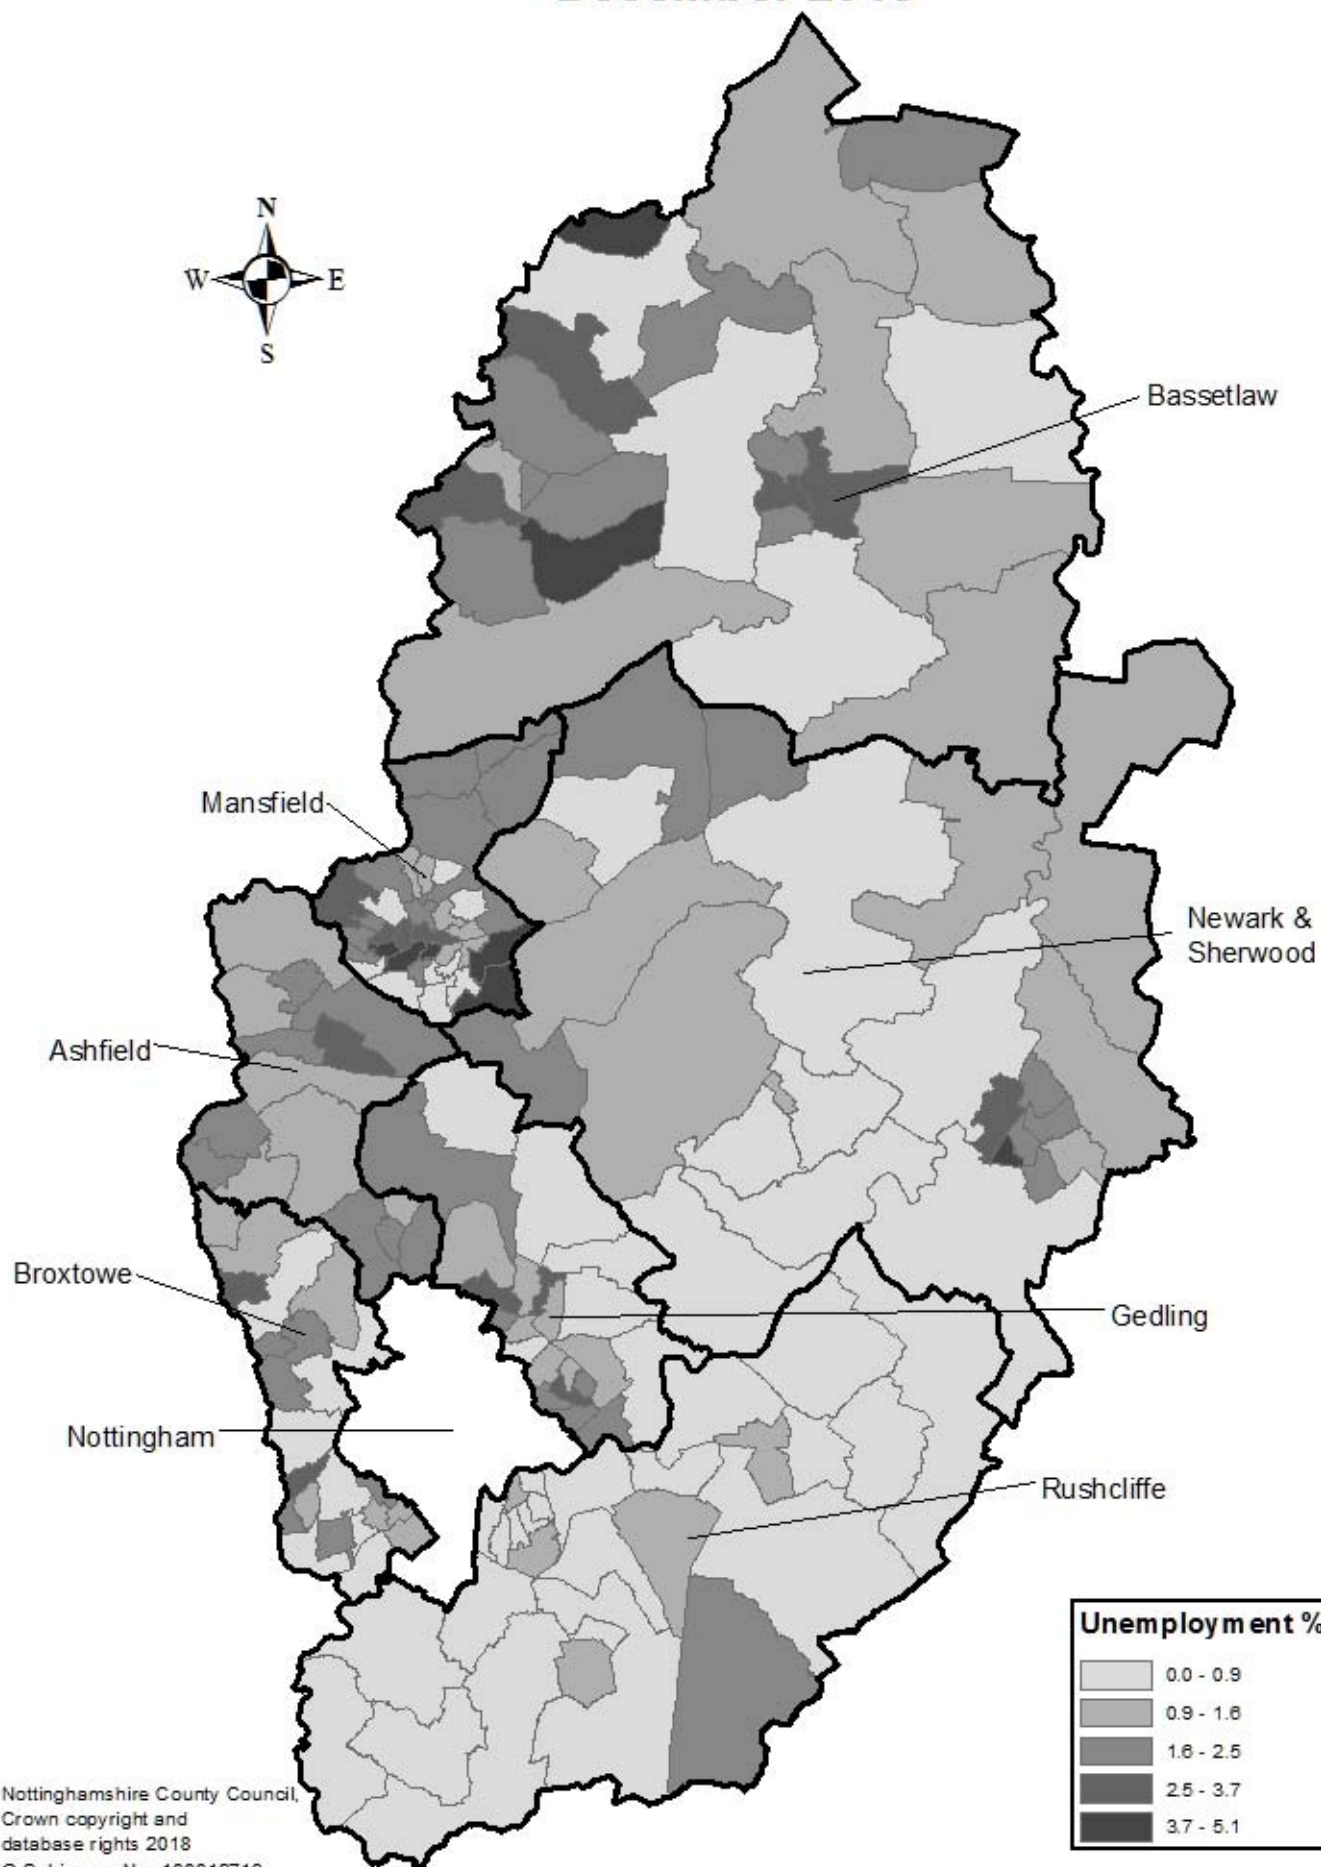 N
W E
S
Bassetlaw
Mansfield
Newark &
Sherwood
Ashfield
Broxtowe
Gedling
Nottingham
Rushcliffe
Unemployment %
0.0 - 0.9
0.9 - 1.6
1.6 - 2.5
2.5 - 3.7
3.7 - 5.1
Nottinghamshire County Council,
Crown copyright and
database rights 2018